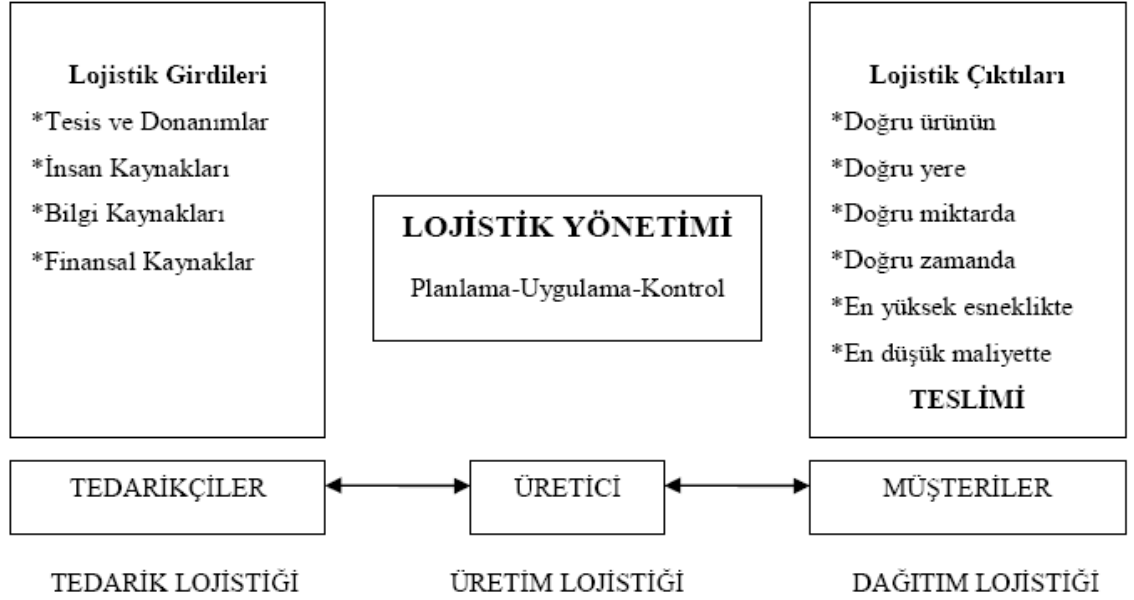 Lojistik Girdileri
*Tesis ve Donanımlar
*İnsan Kaynakları
*Bilgi Kaynakları
*Finansal Kaynaklar
LOJİSTİK YÖNETİMİ
Planlama-Uygulama-Kontrol
Lojistik Çıktıları
*Doğru ürünün
*Doğru yere
*Doğru miktarda
*Doğru zamanda
*En yüksek esneklikte
*En düşük maliyette
TESLİMİ
TEDARİKÇİLER
ÜRETİCİ
MÜŞTERİLER
TEDARİK LOJİSTİĞİ
ÜRETİM LOJİSTİĞİ
DAĞITIM LOJİSTİĞİ